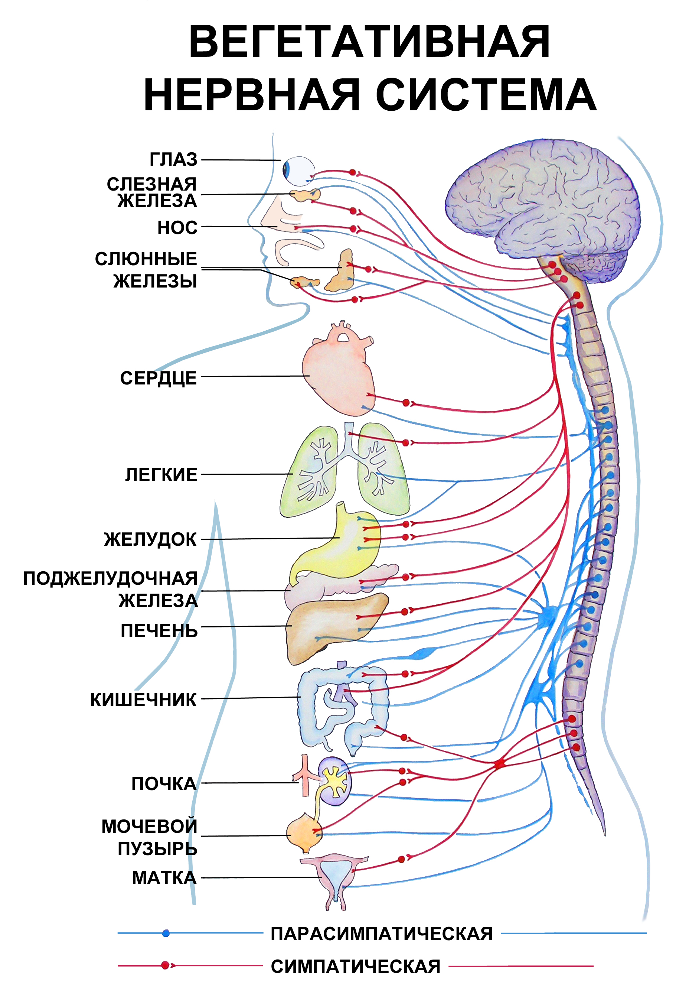 ВЕГЕТАТИВНАЯ
НЕРВНАЯ СИСТЕМА
ГЛАЗ
СЛЕЗНАЯ
ЖЕЛЕЗА
НОС
СЛЮННЫЕ
ЖЕЛЕЗЫ
СЕРДЦЕ
ЛЕГКИЕ
ЖЕЛУДОК
ПОДЖЕЛУДОЧНАЯ
ЖЕЛЕЗА
ПЕЧЕНЬ
КИШЕЧНИК
ПОЧКА
МОЧЕВОЙ
ПУЗЫРЬ
МАТКА
ПАРАСИМПАТИЧЕСКАЯ
СИМПАТИЧЕСКАЯ